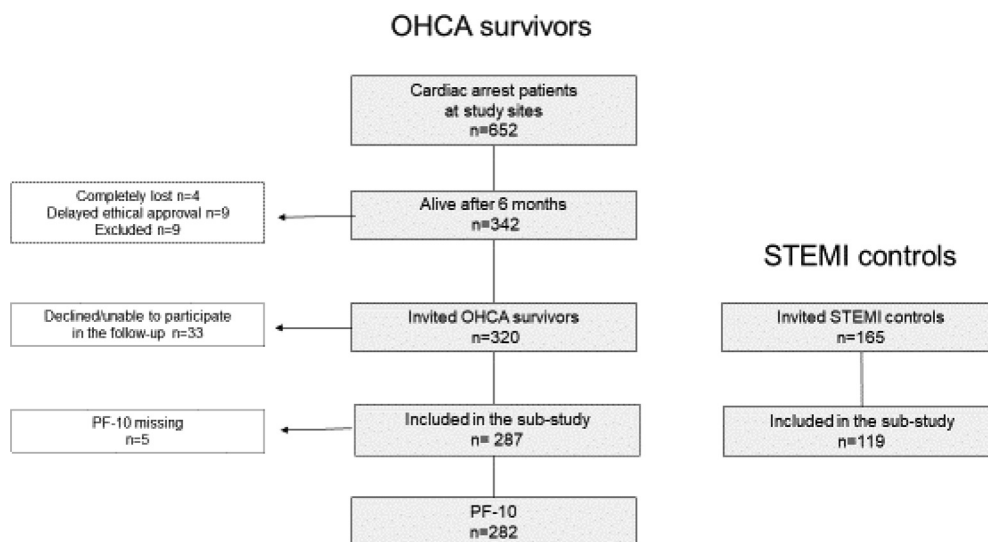 OHCA survivors
Cardiac arrest patients
at study sites
n=652
Completely lost n=4
Delayed ethical approval n=9
Excluded n=9
Alive after 6 months
n=342
STEMI controls
Declined/unable to participate
in the follow-up n=33
Invited OHCA survivors
n=320
Invited STEMI controls
n=165
PF-10 missing
n=5
Included in the sub-study
n= 287
Included in the sub-study
n=119
PF-10
n=282